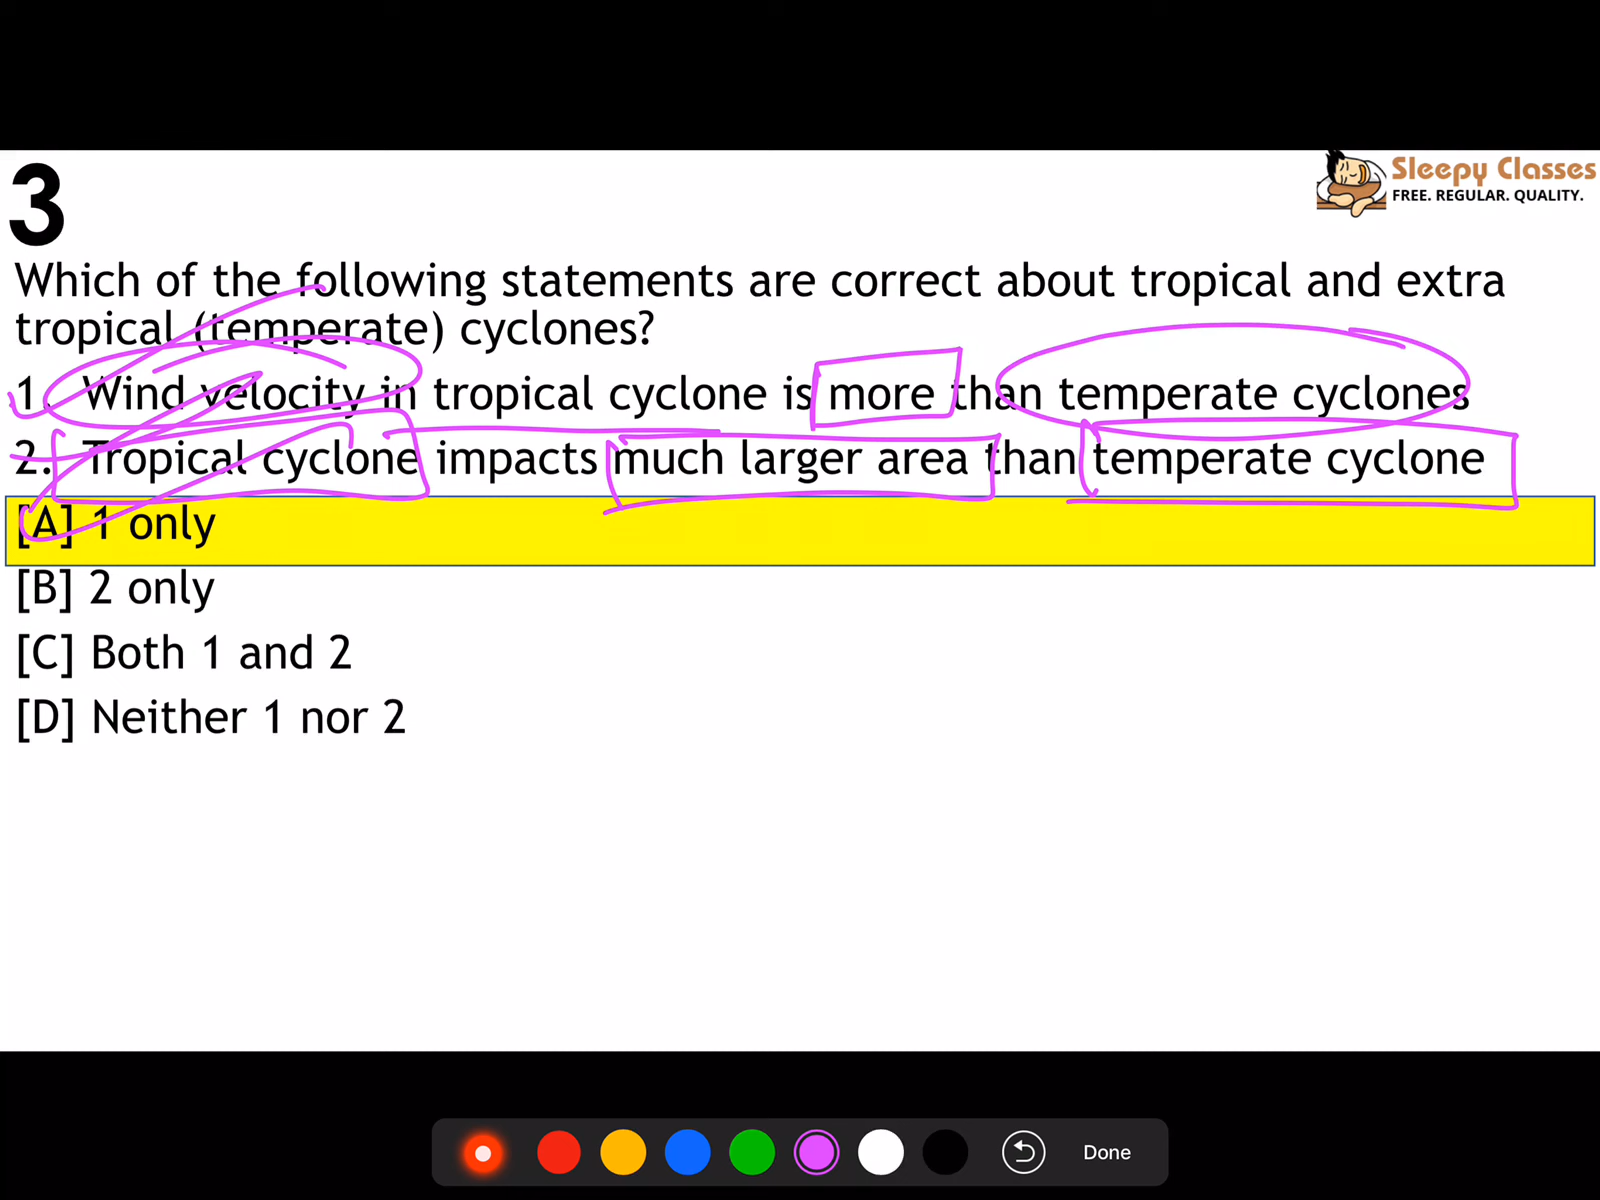 3
Sleepy Classes
FREE. REGULAR. QUALITY.
Which of the following statements are correct about tropical and extra
tropical (temperate) cyclones?
1. Wind velocity in tropical cyclone is more than temperate cyclones
2. Tropical cyclone impacts much larger area than temperate cyclone
[A] 1 only
[B] 2 only
[C] Both 1 and 2
[D] Neither 1 nor 2
Done